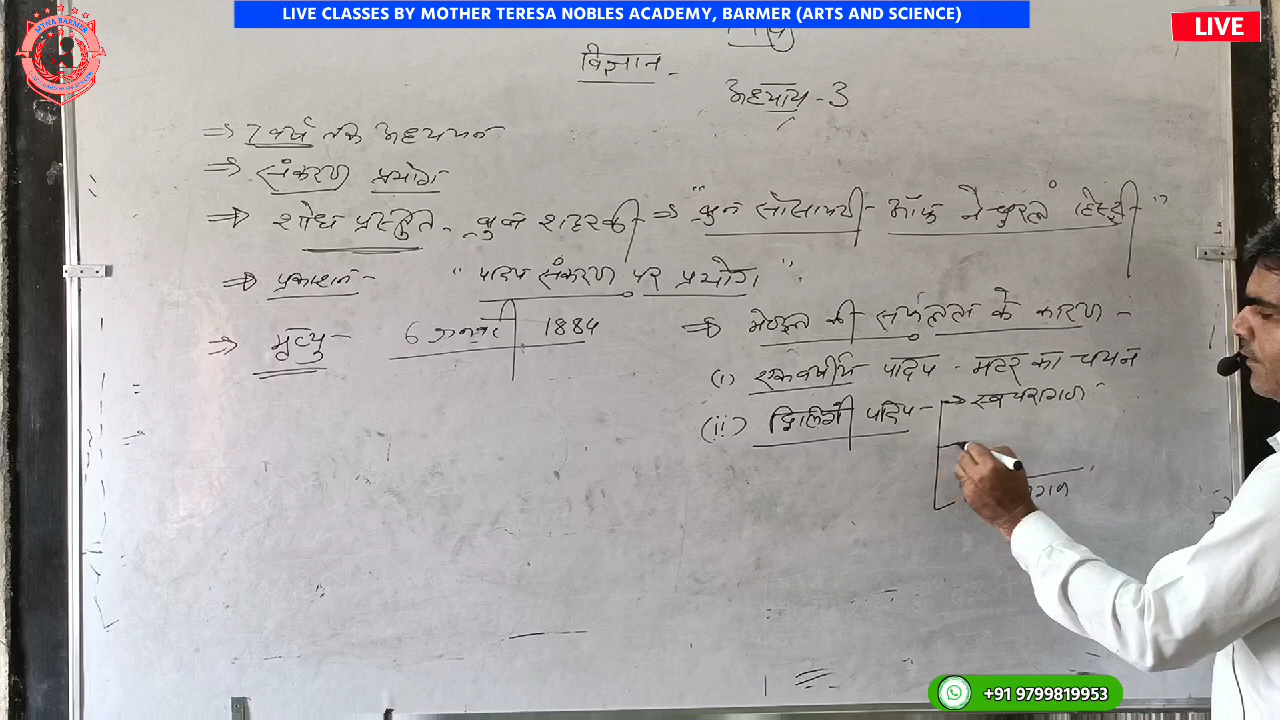 LIVE CLASSES BY MOTHER TERESA NOBLES ACADEMY, BARMER (ARTS AND SCIENCE)
LIVE
MTNA BARMER
विज्ञान -
अध्याय - 3
⇒ 7 वर्ष तक अध्ययन
⇒ संकरण प्रयोग
⇒ शोध प्रस्तुत - ब्रुन शहर की ⇒ "ब्रुन सोसायटी ऑफ नेचुरल हिस्ट्री"
⇒ प्रकाशन - "पादप संकरण पर प्रयोग"
⇒ मृत्यु - 6 जनवरी 1884
⇒ मेण्डल की सफलता के कारण -
(i) एकवर्षीय पादप - मटर का चयन
(ii) द्विलिंगी पादप - → स्वपरागण
+91 9799819953